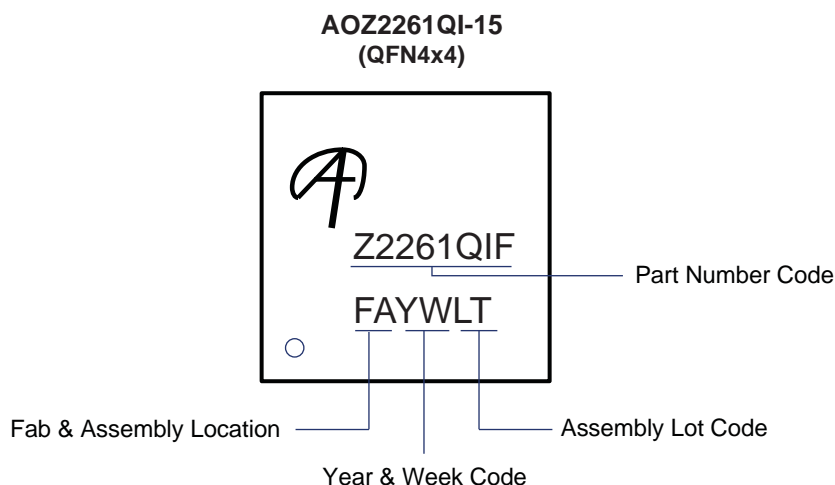 AOZ2261QI-15
(QFN4x4)
Z2261QIF
Part Number Code
FAYWLT
Fab & Assembly Location
Assembly Lot Code
Year & Week Code